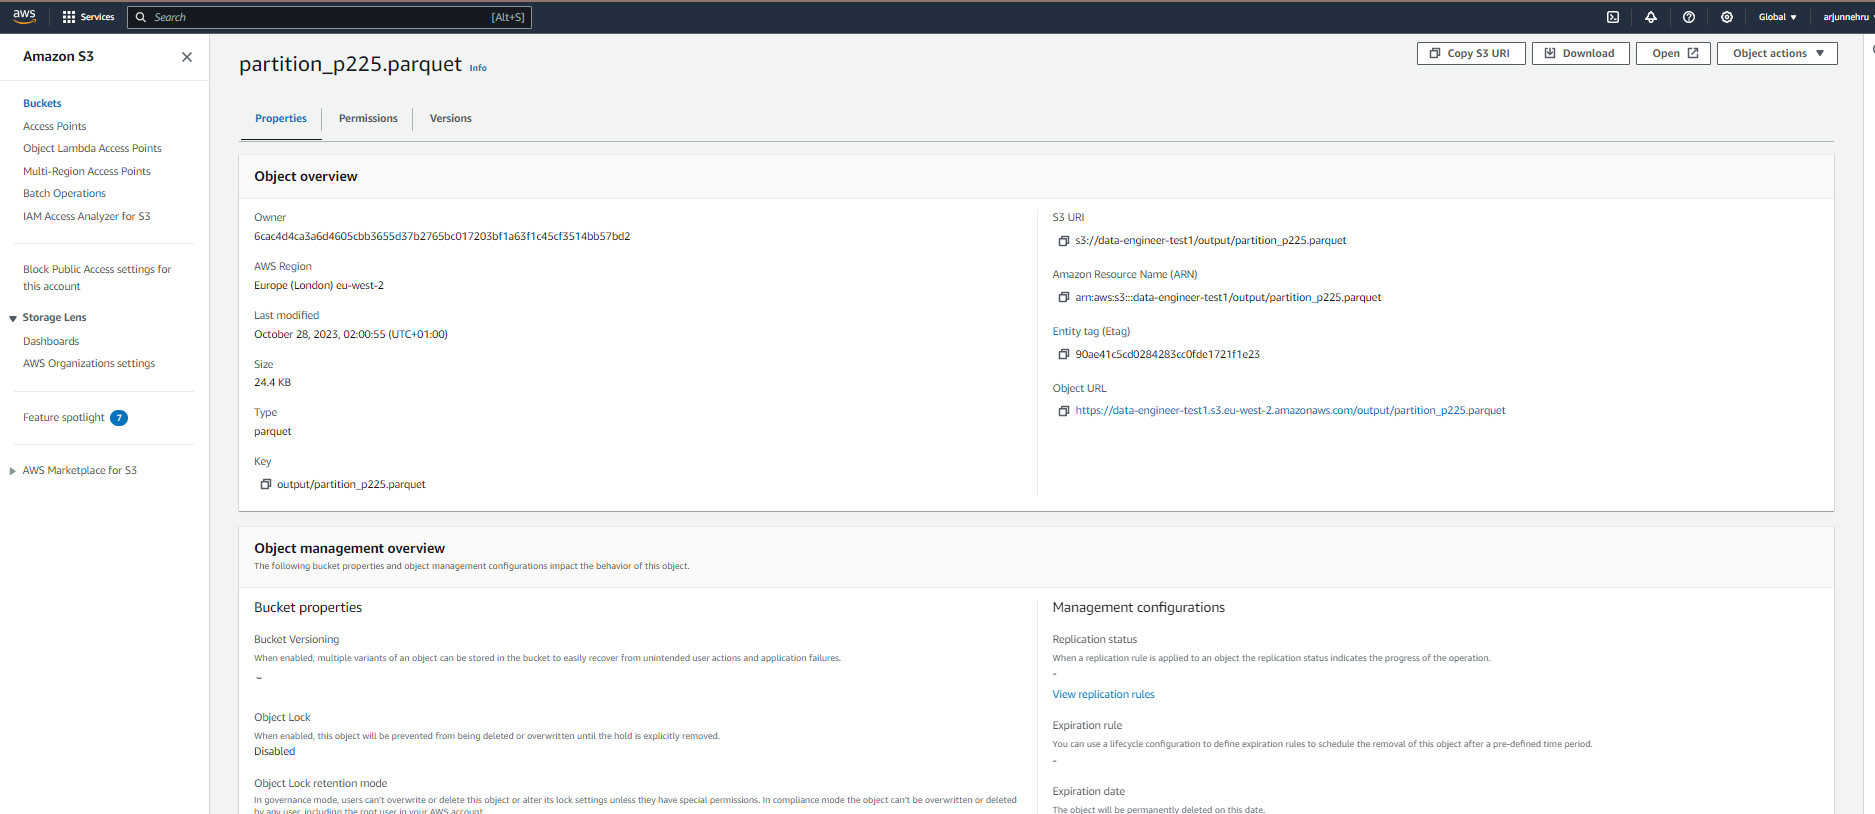 aws Services Search [Alt+S] Global arjunnehru
Amazon S3
Buckets
Access Points
Object Lambda Access Points
Multi-Region Access Points
Batch Operations
IAM Access Analyzer for S3
Block Public Access settings for
this account
Storage Lens
Dashboards
AWS Organizations settings
Feature spotlight 7
AWS Marketplace for S3
partition_p225.parquet Info
Copy S3 URI Download Open Object actions
Properties Permissions Versions
Object overview
Owner
6cac4d4ca3a6d4605cbb3655d37b2765bc017203bf1a63f1c45cf3514bb57bd2
AWS Region
Europe (London) eu-west-2
Last modified
October 28, 2023, 02:00:55 (UTC+01:00)
Size
24.4 KB
Type
parquet
Key
output/partition_p225.parquet
S3 URI
s3://data-engineer-test1/output/partition_p225.parquet
Amazon Resource Name (ARN)
arn:aws:s3:::data-engineer-test1/output/partition_p225.parquet
Entity tag (Etag)
90ae41c5cd0284283cc0fde1721f1e23
Object URL
https://data-engineer-test1.s3.eu-west-2.amazonaws.com/output/partition_p225.parquet
Object management overview
The following bucket properties and object management configurations impact the behavior of this object.
Bucket properties
Bucket Versioning
When enabled, multiple variants of an object can be stored in the bucket to easily recover from unintended user actions and application failures.
Object Lock
When enabled, this object will be prevented from being deleted or overwritten until the hold is explicitly removed.
Disabled
Object Lock retention mode
In governance mode, users can't overwrite or delete this object or alter its lock settings unless they have special permissions. In compliance mode the object can't be overwritten or deleted
by any user, including the root user in your AWS account.
Management configurations
Replication status
When a replication rule is applied to an object the replication status indicates the progress of the operation.
-
View replication rules
Expiration rule
You can use a lifecycle configuration to define expiration rules to schedule the removal of this object after a pre-defined time period.
-
Expiration date
The object will be permanently deleted on this date.